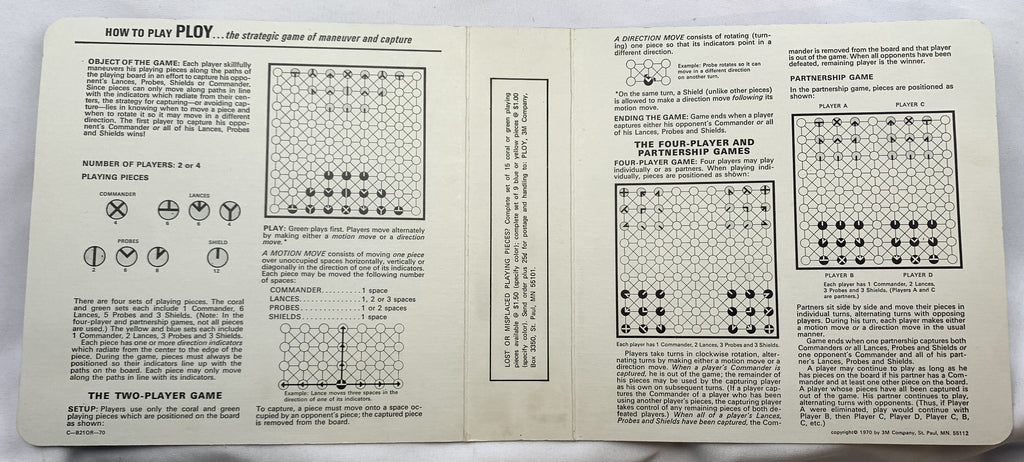 HOW TO PLAY PLOY...the strategic game of maneuver and capture
OBJECT OF THE GAME: Each player skillfully
maneuvers his playing pieces along the paths of
the playing board in an effort to capture his oppo-
nent's Lances, Probes, Shields or Commander.
Since pieces can only move along paths in line
with the indicators which radiate from their cen-
ters, the strategy for capturing—or avoiding cap-
ture—lies in knowing when to move a piece and
when to rotate it so it may move in a different
direction. The first player to capture his oppo-
nent's Commander or all of his Lances, Probes
and Shields wins!
NUMBER OF PLAYERS: 2 or 4
PLAYING PIECES
COMMANDER
LANCES
4
6
6
4
PROBES
SHIELD
2
6
8
12
There are four sets of playing pieces. The coral
and green sets each include 1 Commander, 6
Lances, 5 Probes and 3 Shields. (Note: In the
four-player and partnership games, not all pieces
are used.) The yellow and blue sets each include
1 Commander, 2 Lances, 3 Probes and 3 Shields.
Each piece has one or more direction indicators
which radiate from the center to the edge of the
piece. During the game, pieces must always be
positioned so their indicators line up with the
paths on the board. Each piece may only move
along the paths in line with its indicators.
THE TWO-PLAYER GAME
SETUP: Players use only the coral and green
playing pieces which are positioned on the board
as shown:
C—821OR—70
PLAY: Green plays first. Players move alternately
by making either a motion move or a direction
move.*
A MOTION MOVE consists of moving one piece
over unoccupied spaces horizontally, vertically or
diagonally in the direction of one of its indicators.
Each piece may be moved the following number
of spaces:
COMMANDER............1 space
LANCES...................1, 2 or 3 spaces
PROBES...................1 or 2 spaces
SHIELDS..................1 space
Example: Lance moves three spaces in the
direction of one of its indicators.
To capture, a piece must move onto a space oc-
cupied by an opponent's piece; the captured piece
is removed from the board.
LOST OR MISPLACED PLAYING PIECES? Complete set of 15 coral or green playing
pieces available @ $1.50 (specify color); complete set of 9 blue or yellow pieces @ $1.00
(specify color). Send order plus 25¢ for postage and handling to: PLOY, 3M Company,
Box 3550, St. Paul, MN 55101.
A DIRECTION MOVE consists of rotating (turn-
ing) one piece so that its indicators point in a
different direction.
Example: Probe rotates so it can
move in a different direction
on another turn.
*On the same turn, a Shield (unlike other pieces)
is allowed to make a direction move following its
motion move.
ENDING THE GAME: Game ends when a player
captures either his opponent's Commander or all
of his Lances, Probes and Shields.
THE FOUR-PLAYER AND
PARTNERSHIP GAMES
FOUR-PLAYER GAME: Four players may play
individually or as partners. When playing indi-
vidually, pieces are positioned as shown:
Each player has 1 Commander, 2 Lances, 3 Probes and 3 Shields.
Players take turns in clockwise rotation, alter-
nating turns by making either a motion move or a
direction move. When a player's Commander is
captured, he is out of the game; the remainder of
his pieces may be used by the capturing player
as his own on subsequent turns. (If a player cap-
tures the Commander of a player who has been
using another player's pieces, the capturing player
takes control of any remaining pieces of both de-
feated players.) When all of a player's Lances,
Probes and Shields have been captured, the Com-
mander is removed from the board and that player
is out of the game. When all opponents have been
defeated, remaining player is the winner.
PARTNERSHIP GAME
In the partnership game, pieces are positioned as
shown:
PLAYER A
PLAYER C
PLAYER B
PLAYER D
Each player has 1 Commander, 2 Lances,
3 Probes and 3 Shields. (Players A and C
are partners.)
Partners sit side by side and move their pieces in
individual turns, alternating with opposing
players. During his turn, each player makes either
a motion move or a direction move in the usual
manner.
Game ends when one partnership captures both
Commanders or all Lances, Probes and Shields or
one opponent's Commander and all of his part-
ner's Lances, Probes and Shields.
A player may continue to play as long as he
has pieces on the board if his partner has a Com-
mander and at least one other piece on the board.
A player whose pieces have all been captured is
out of the game. His partner continues to play,
alternating turns with opponents. (Thus, if Player
A were eliminated, play would continue with
Player B, then Player C, Player D, Player C, B,
C, etc.)
copyright© 1970 by 3M Company, St. Paul, MN. 55112